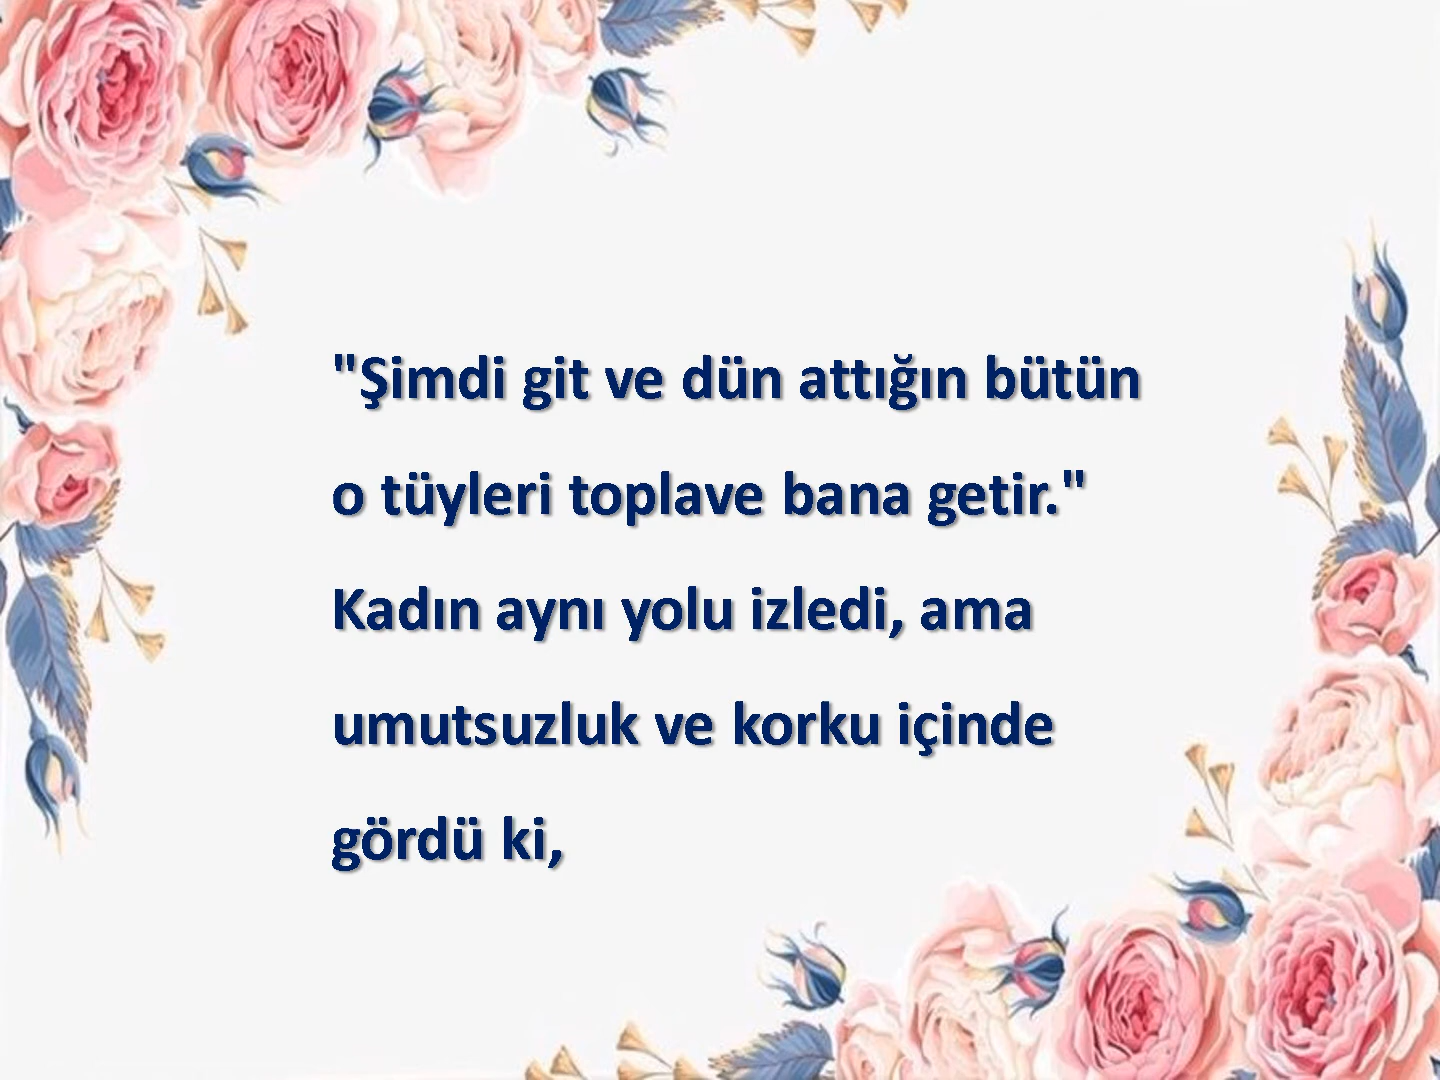 "Şimdi git ve dün attığın bütün
o tüyleri toplave bana getir."
Kadın aynı yolu izledi, ama
umutsuzluk ve korku içinde
gördü ki,